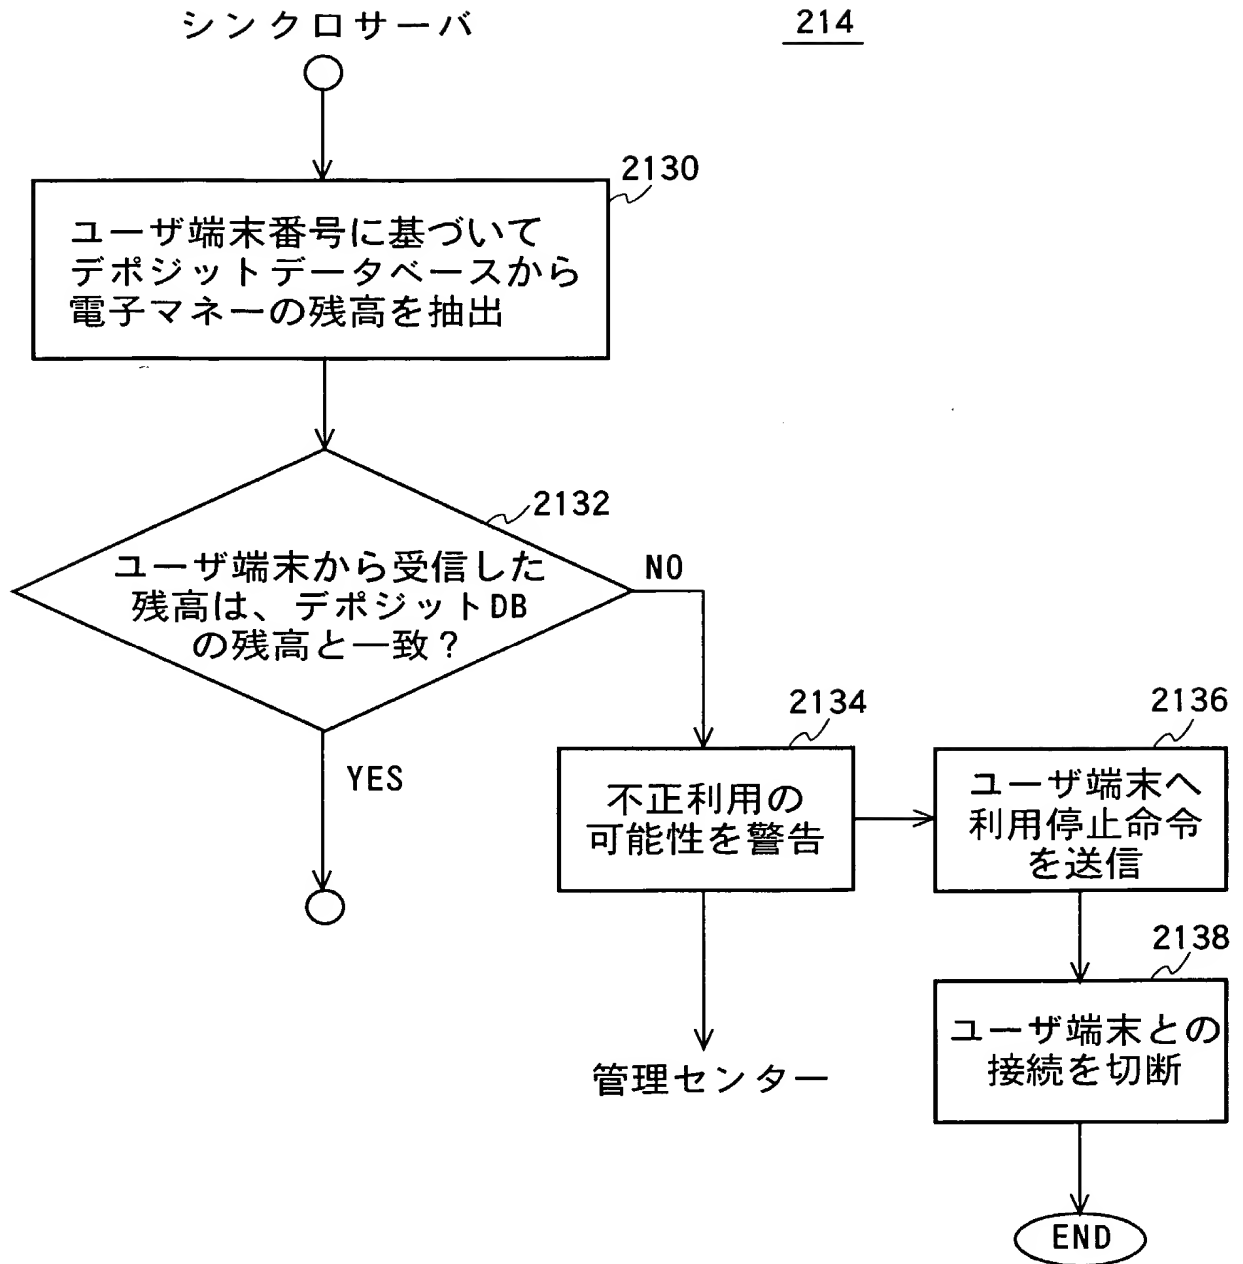 シンクロサーバ
214
2130
ユーザ端末番号に基づいて
デポジットデータベースから
電子マネーの残高を抽出
2132
ユーザ端末から受信した
残高は、デポジットDB
の残高と一致?
NO
YES
2134
不正利用の
可能性を警告
2136
ユーザ端末へ
利用停止命令
を送信
管理センター
2138
ユーザ端末との
接続を切断
END